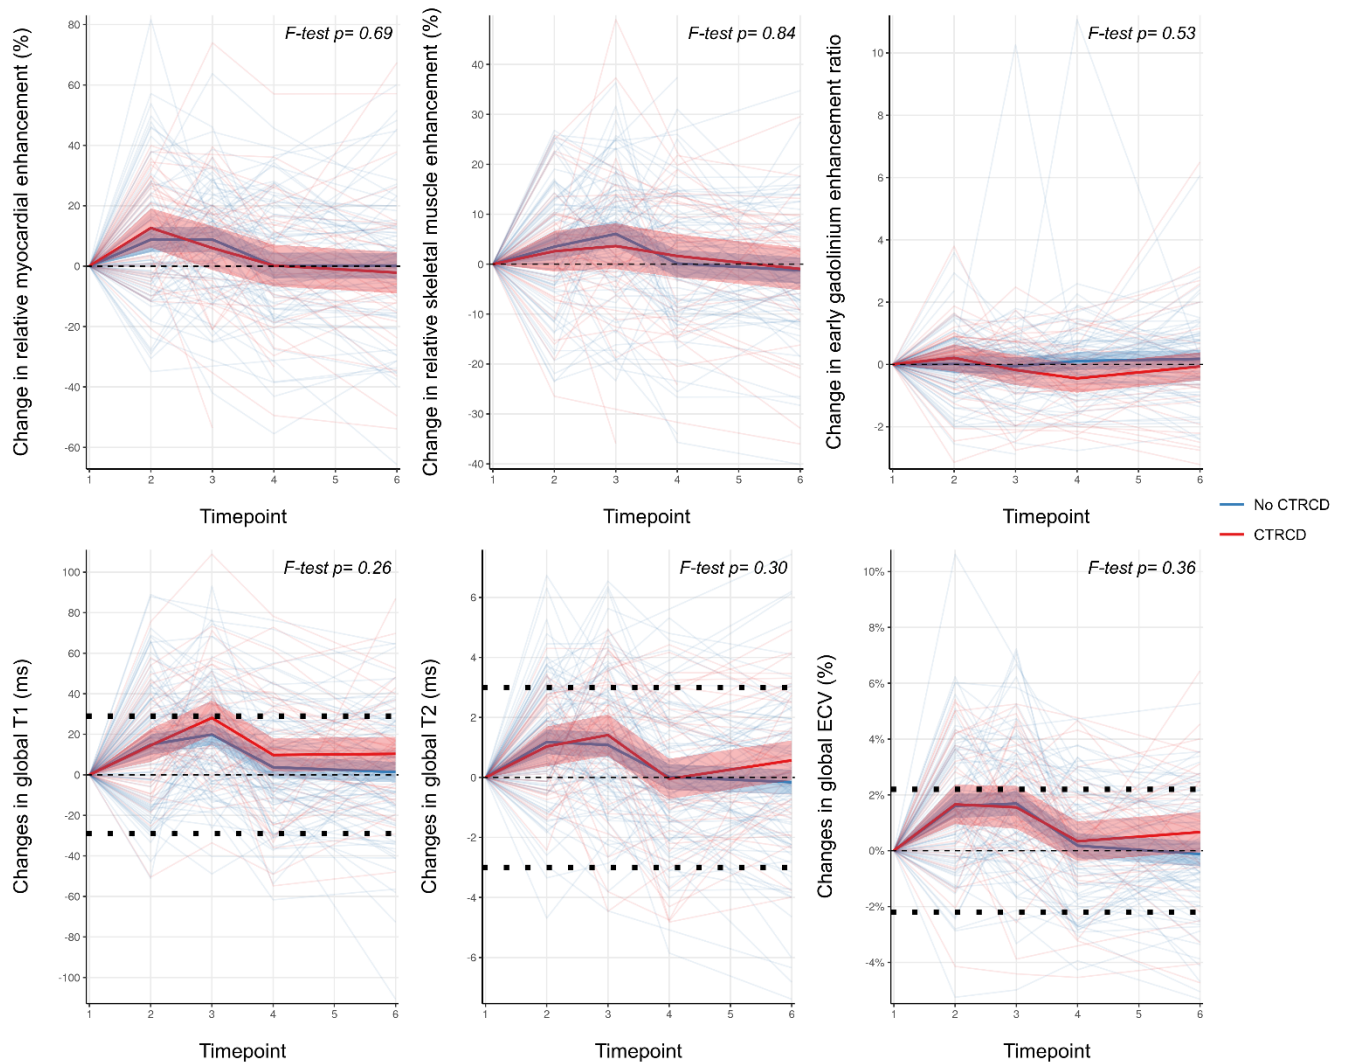 Change in relative myocardial enhancement (%)
F-test p= 0.69
80
60
40
20
0
-20
-40
-60
1 2 3 4 5 6
Timepoint
Change in relative skeletal muscle enhancement (%)
F-test p= 0.84
40
30
20
10
0
-10
-20
-30
-40
1 2 3 4 5 6
Timepoint
Change in early gadolinium enhancement ratio
F-test p= 0.53
10
8
6
4
2
0
-2
1 2 3 4 5 6
Timepoint
No CTRCD
CTRCD
Changes in global T1 (ms)
F-test p= 0.26
100
80
60
40
20
0
-20
-40
-60
-80
-100
1 2 3 4 5 6
Timepoint
Changes in global T2 (ms)
F-test p= 0.30
6
4
2
0
-2
-4
-6
1 2 3 4 5 6
Timepoint
Changes in global ECV (%)
F-test p= 0.36
10%
8%
6%
4%
2%
0%
-2%
-4%
1 2 3 4 5 6
Timepoint